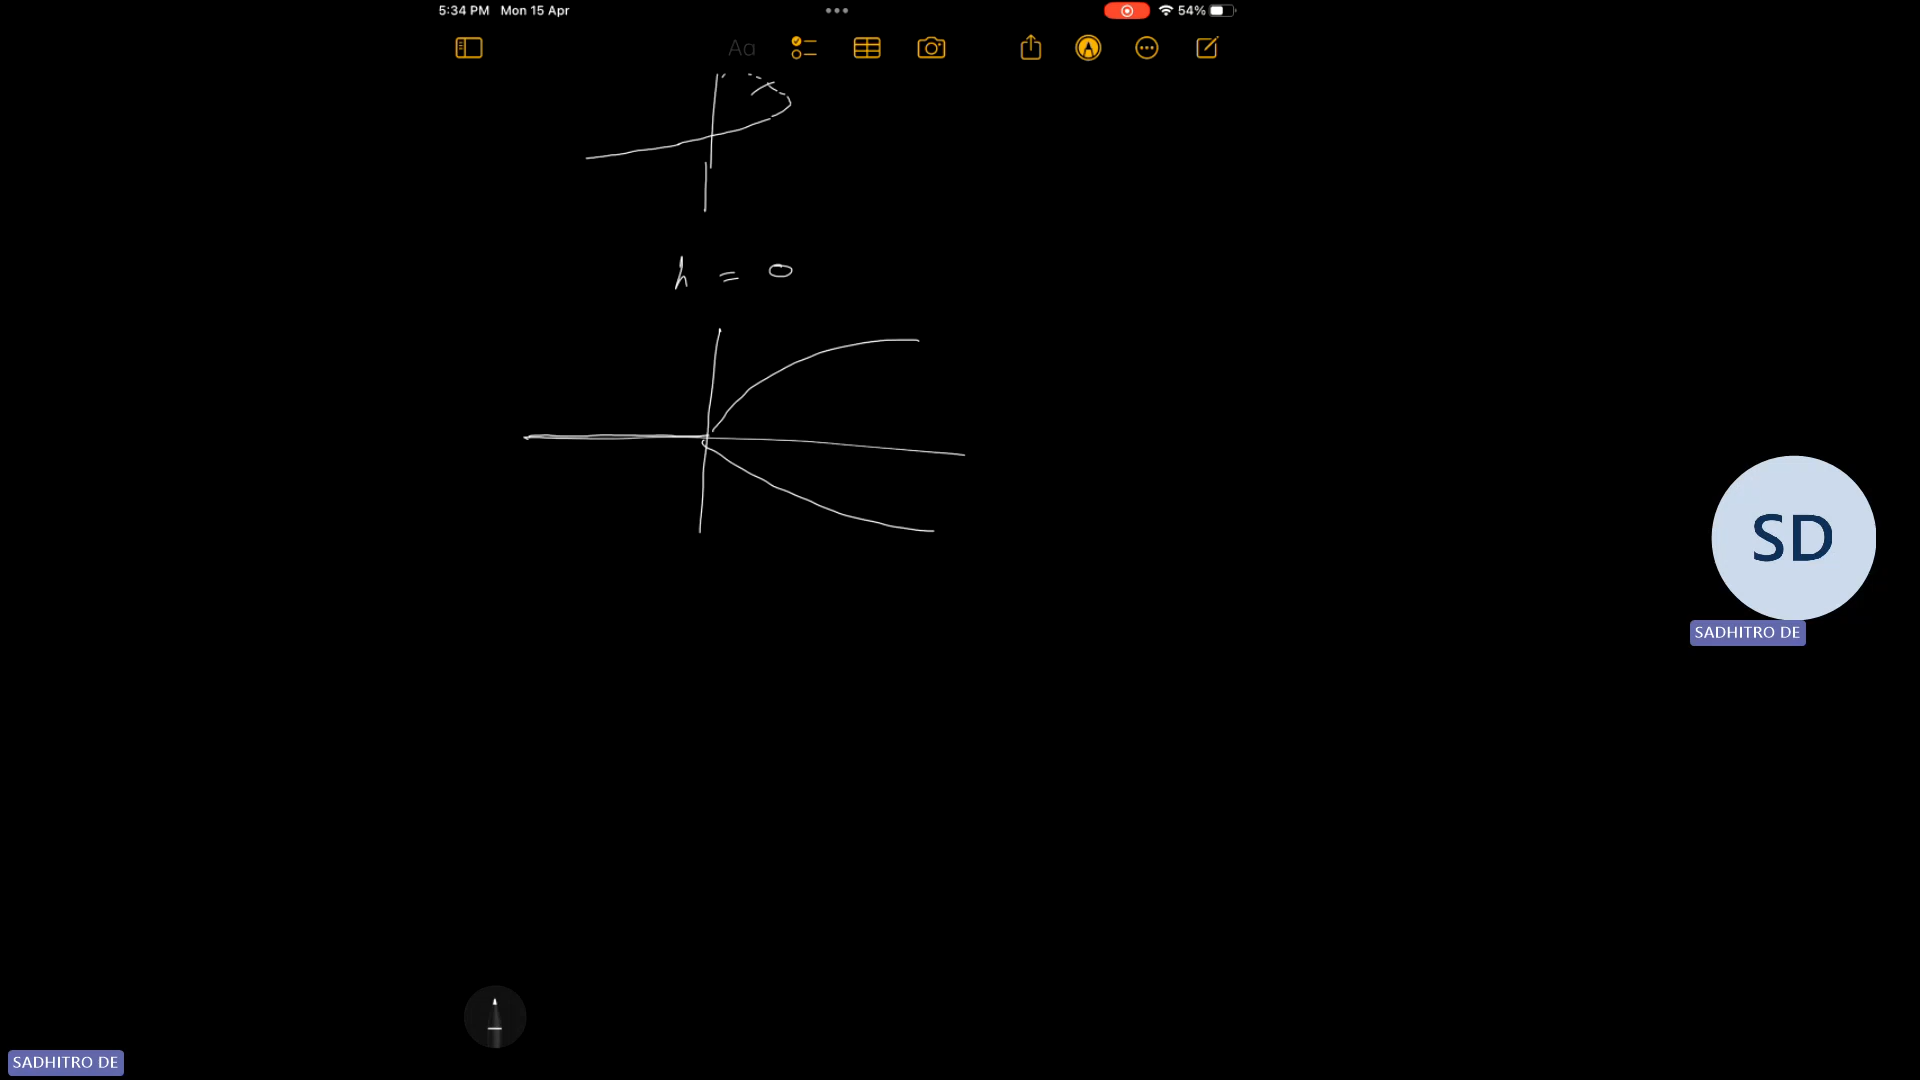 5:34 PM Mon 15 Apr 54%
Aa
h = 0
SD
SADHITRO DE
SADHITRO DE